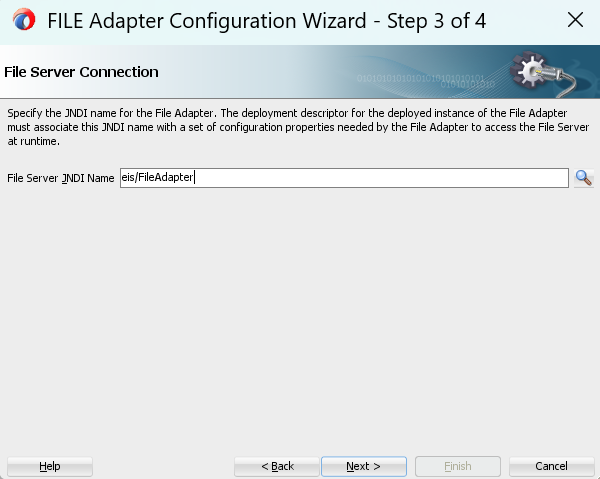 FILE Adapter Configuration Wizard - Step 3 of 4
File Server Connection
Specify the JNDI name for the File Adapter. The deployment descriptor for the deployed instance of the File Adapter
must associate this JNDI name with a set of configuration properties needed by the File Adapter to access the File Server
at runtime.
File Server JNDI Name eis/FileAdapter
Help < Back Next > Finish Cancel